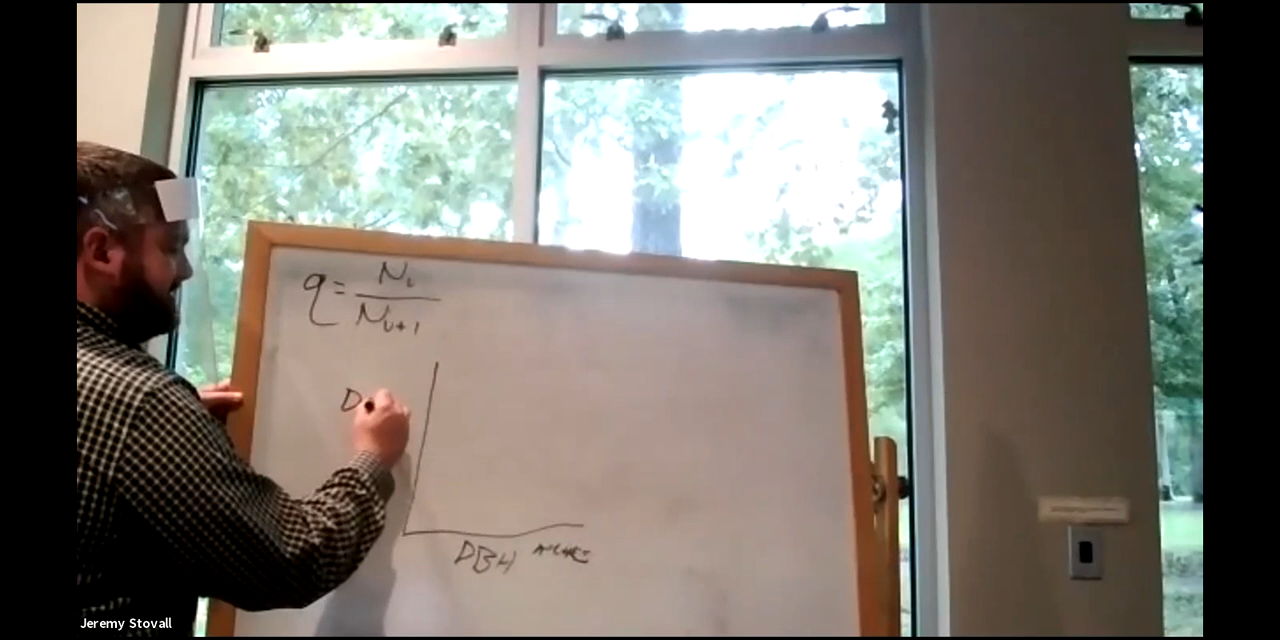 q = Ni
Ni+1
D
DBH
Jeremy Stovall